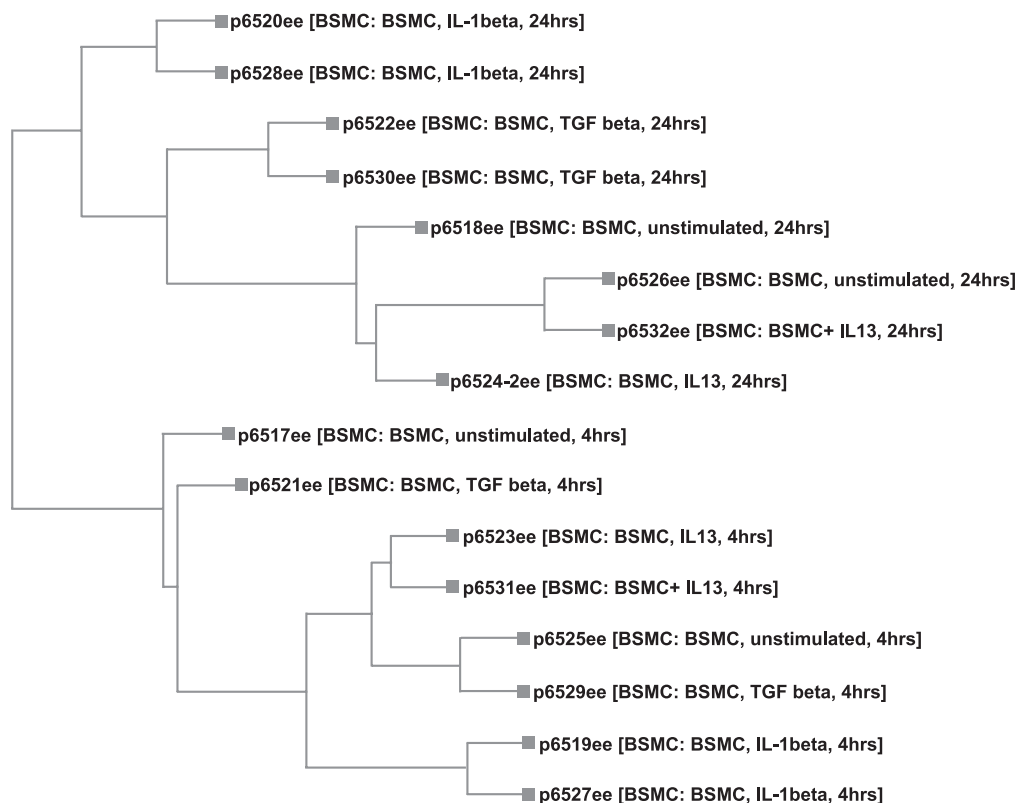 p6520ee [BSMC: BSMC, IL-1beta, 24hrs]
p6528ee [BSMC: BSMC, IL-1beta, 24hrs]
p6522ee [BSMC: BSMC, TGF beta, 24hrs]
p6530ee [BSMC: BSMC, TGF beta, 24hrs]
p6518ee [BSMC: BSMC, unstimulated, 24hrs]
p6526ee [BSMC: BSMC, unstimulated, 24hrs]
p6532ee [BSMC: BSMC+ IL13, 24hrs]
p6524-2ee [BSMC: BSMC, IL13, 24hrs]
p6517ee [BSMC: BSMC, unstimulated, 4hrs]
p6521ee [BSMC: BSMC, TGF beta, 4hrs]
p6523ee [BSMC: BSMC, IL13, 4hrs]
p6531ee [BSMC: BSMC+ IL13, 4hrs]
p6525ee [BSMC: BSMC, unstimulated, 4hrs]
p6529ee [BSMC: BSMC, TGF beta, 4hrs]
p6519ee [BSMC: BSMC, IL-1beta, 4hrs]
p6527ee [BSMC: BSMC, IL-1beta, 4hrs]